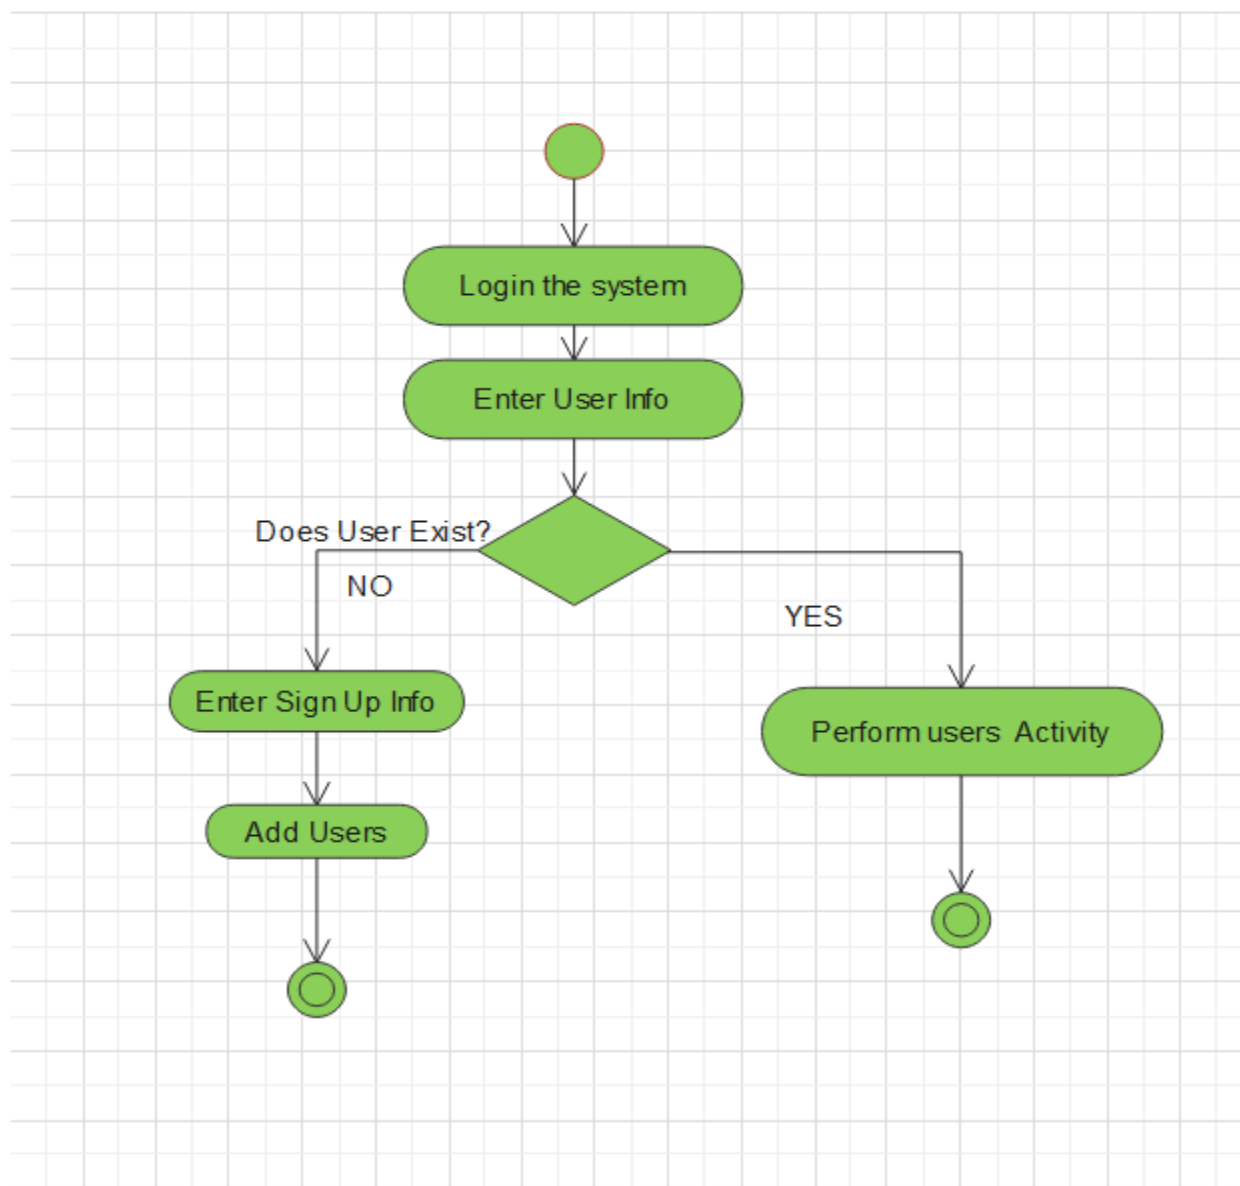 Login the system
Enter User Info
Does User Exist?
NO
YES
Enter Sign Up Info
Perform users Activity
Add Users